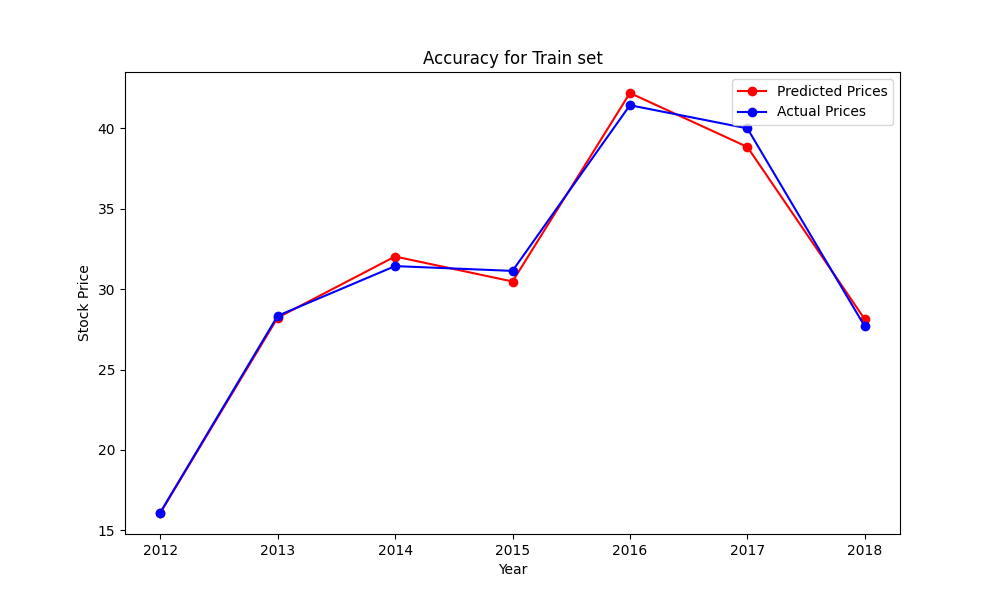 Accuracy for Train set
Predicted Prices
Actual Prices
Stock Price
40
35
30
25
20
15
2012 2013 2014 2015 2016 2017 2018
Year